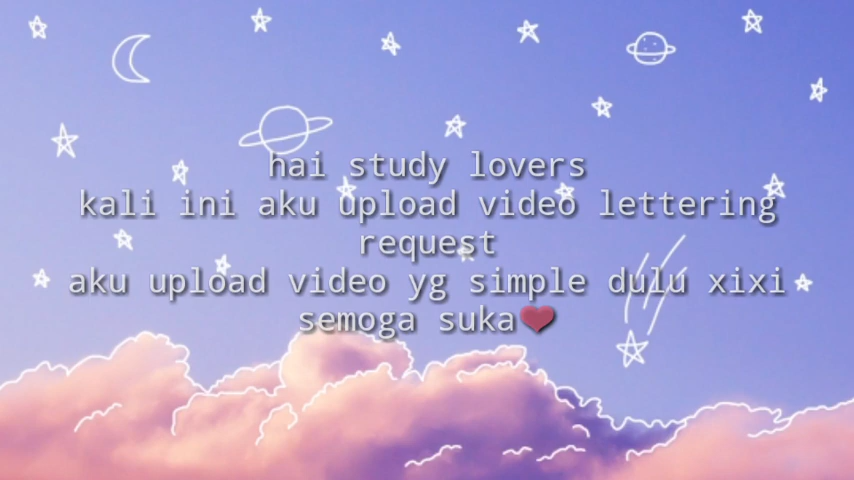 hai study lovers
kali ini aku upload video lettering
request
aku upload video yg simple dulu xixi
semoga suka❤